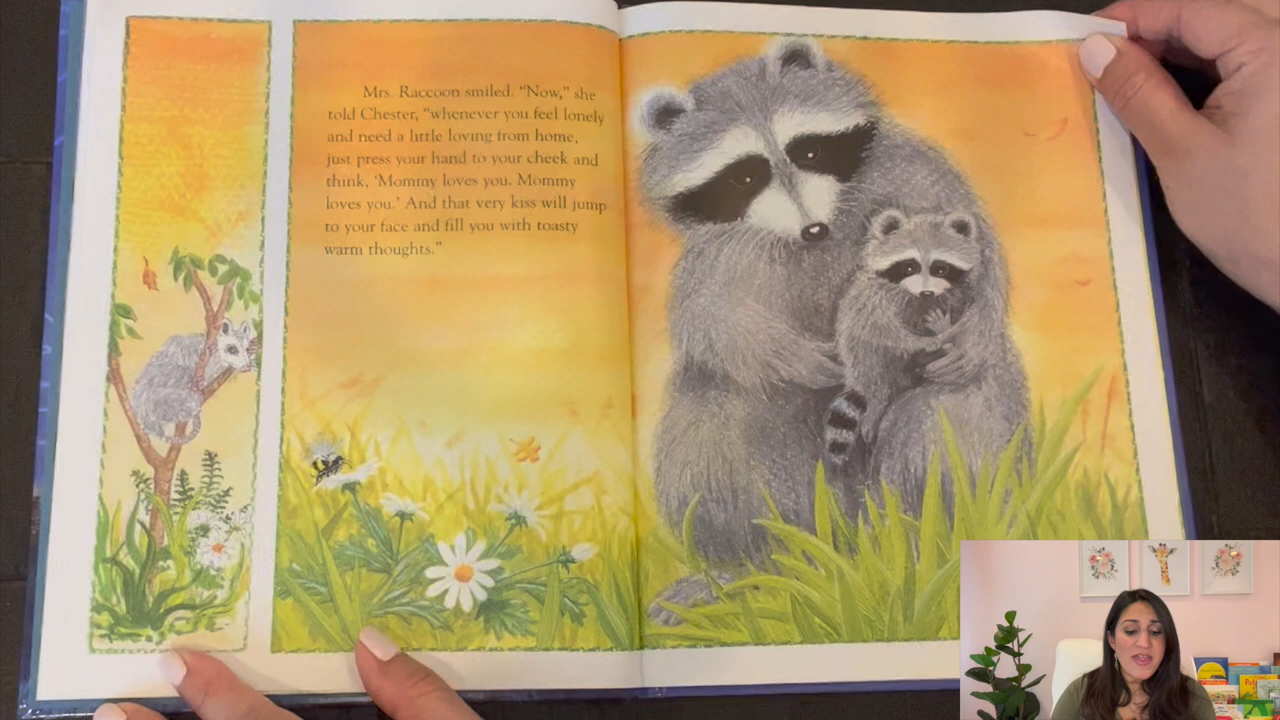 Mrs. Raccoon smiled. “Now,” she
told Chester, “whenever you feel lonely
and need a little loving from home,
just press your hand to your cheek and
think, ‘Mommy loves you. Mommy
loves you.’ And that very kiss will jump
to your face and fill you with toasty
warm thoughts.”